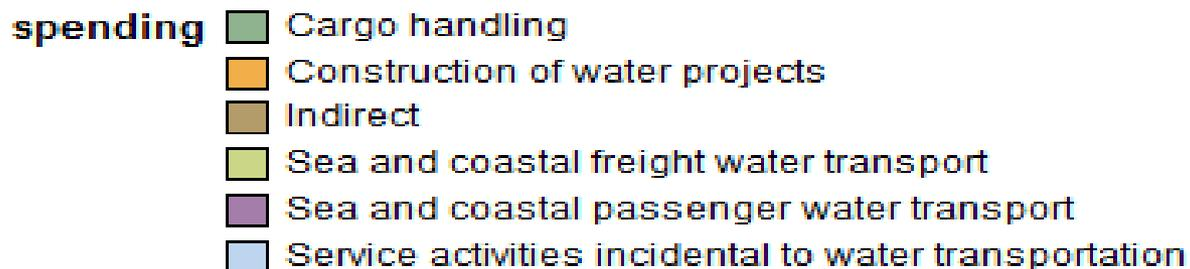 spending Cargo handling
Construction of water projects
Indirect
Sea and coastal freight water transport
Sea and coastal passenger water transport
Service activities incidental to water transportation